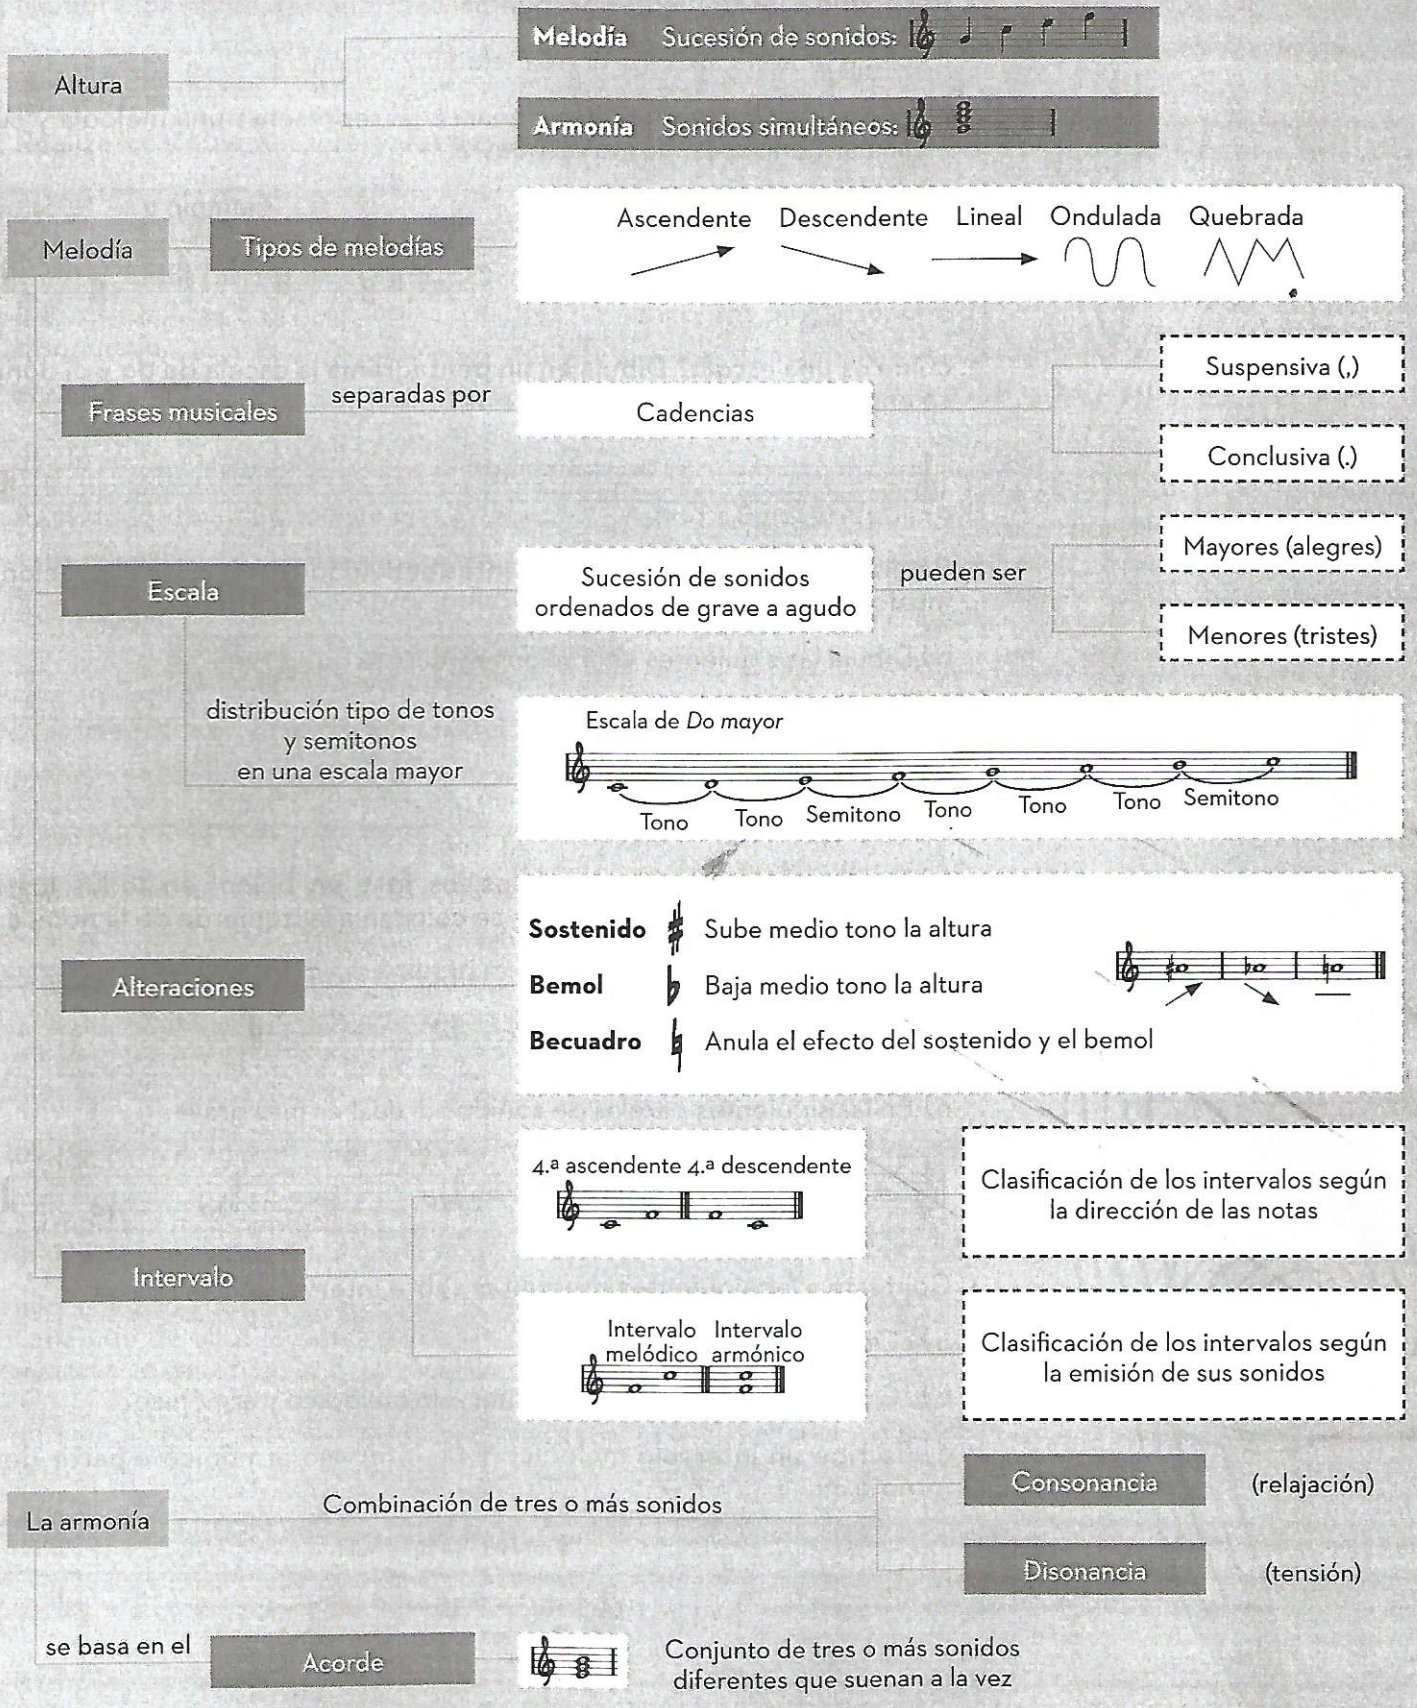 Altura
Melodía Sucesión de sonidos:
Armonía Sonidos simultáneos:
Melodía
Tipos de melodías
Ascendente Descendente Lineal Ondulada Quebrada
Frases musicales
separadas por
Cadencias
Suspensiva (,)
Conclusiva (.)
Escala
Sucesión de sonidos
ordenados de grave a agudo
pueden ser
Mayores (alegres)
Menores (tristes)
distribución tipo de tonos
y semitonos
en una escala mayor
Escala de Do mayor
Tono Tono Semitono Tono Tono Tono Semitono
Alteraciones
Sostenido ♯ Sube medio tono la altura
Bemol ♭ Baja medio tono la altura
Becuadro ♮ Anula el efecto del sostenido y el bemol
Intervalo
4.ª ascendente 4.ª descendente
Clasificación de los intervalos según
la dirección de las notas
Intervalo Intervalo
melódico armónico
Clasificación de los intervalos según
la emisión de sus sonidos
La armonía
Combinación de tres o más sonidos
Consonancia (relajación)
Disonancia (tensión)
se basa en el
Acorde
Conjunto de tres o más sonidos
diferentes que suenan a la vez